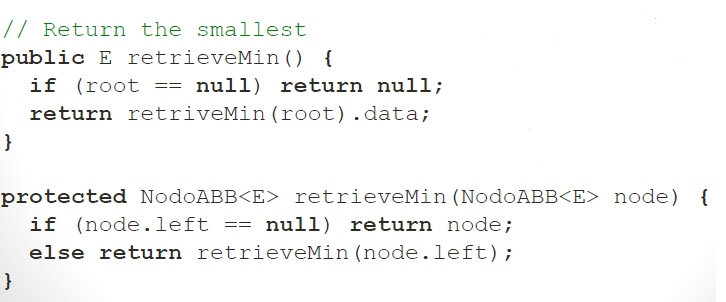 // Return the smallest
public E retrieveMin() {
  if (root == null) return null;
  return retriveMin(root).data;
}

protected NodoABB<E> retrieveMin(NodoABB<E> node) {
  if (node.left == null) return node;
  else return retrieveMin(node.left);
}